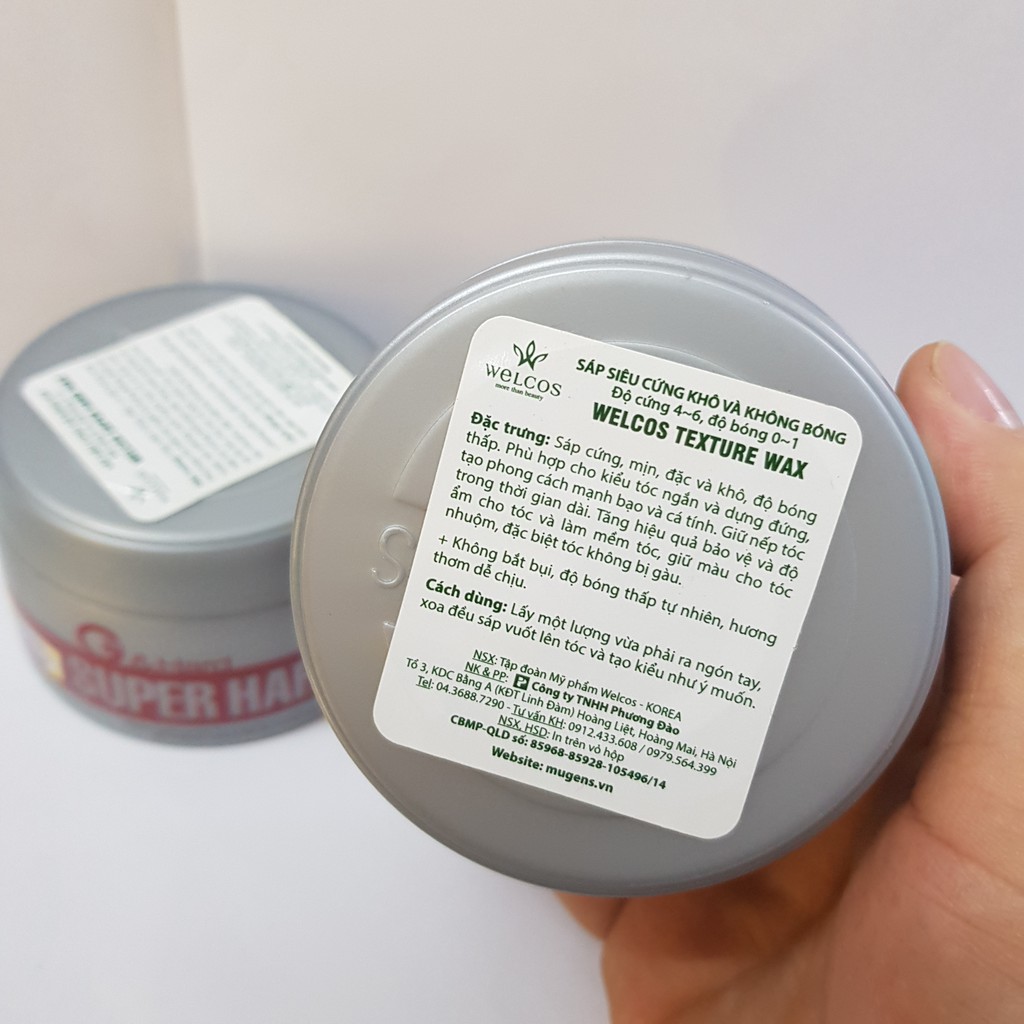 WELCOS
more than beauty
SÁP SIÊU CỨNG KHÔ VÀ KHÔNG BÓNG
Độ cứng 4~6, độ bóng 0~1
WELCOS TEXTURE WAX
Đặc trưng: Sáp cứng, mịn, đặc và khô, độ bóng
thấp. Phù hợp cho kiểu tóc ngắn và dựng đứng,
tạo phong cách mạnh bạo và cá tính. Giữ nếp tóc
trong thời gian dài. Tăng hiệu quả bảo vệ và độ
ẩm cho tóc và làm mềm tóc, giữ màu cho tóc
nhuộm, đặc biệt tóc không bị gàu.
+ Không bắt bụi, độ bóng thấp tự nhiên, hương
thơm dễ chịu.
Cách dùng: Lấy một lượng vừa phải ra ngón tay,
xoa đều sáp vuốt lên tóc và tạo kiểu như ý muốn.
NSX: Tập đoàn Mỹ phẩm Welcos - KOREA
NK & PP: P Công ty TNHH Phương Đào
Tổ 3, KDC Bằng A (KĐT Linh Đàm) Hoàng Liệt, Hoàng Mai, Hà Nội
Tel: 04.3688.7290 - Tư vấn KH: 0912.433.608 / 0979.564.399
NSX, HSD: In trên vỏ hộp
CBMP-QLD số: 85968-85928-105496/14
Website: mugens.vn
SUPER HAR